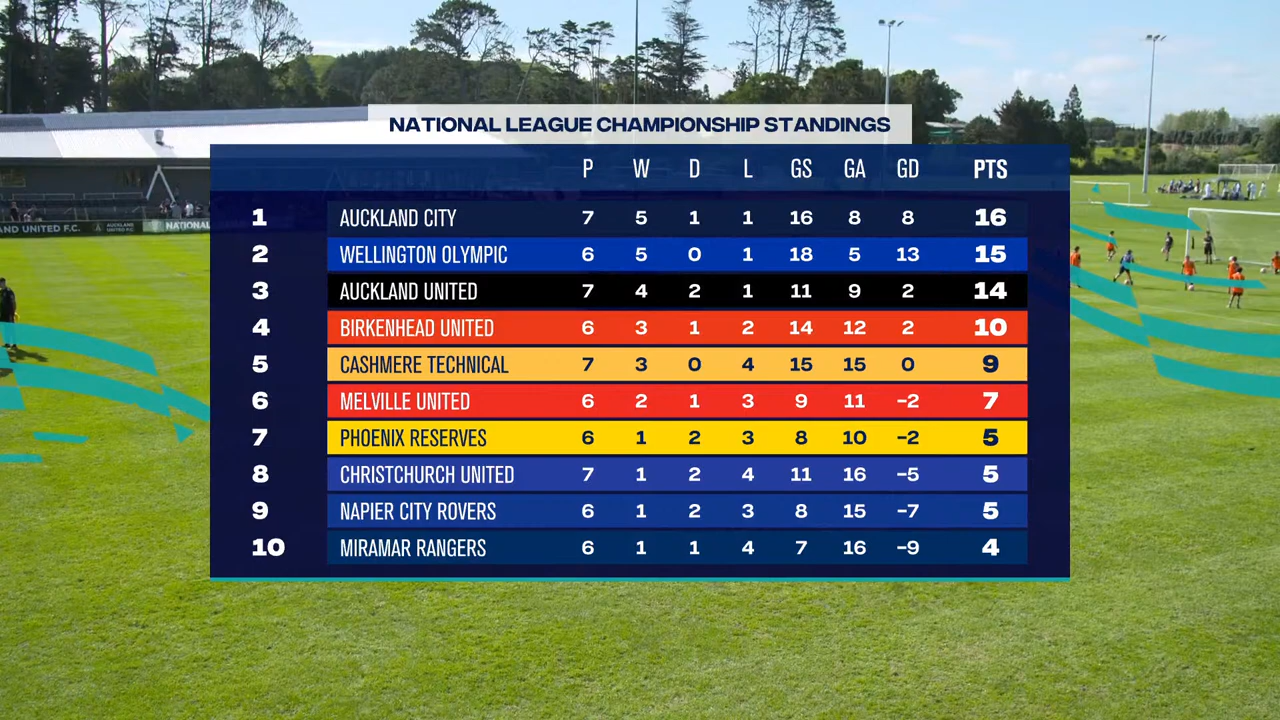 NATIONAL LEAGUE CHAMPIONSHIP STANDINGS
P W D L GS GA GD PTS
1 AUCKLAND CITY 7 5 1 1 16 8 8 16
2 WELLINGTON OLYMPIC 6 5 0 1 18 5 13 15
3 AUCKLAND UNITED 7 4 2 1 11 9 2 14
4 BIRKENHEAD UNITED 6 3 1 2 14 12 2 10
5 CASHMERE TECHNICAL 7 3 0 4 15 15 0 9
6 MELVILLE UNITED 6 2 1 3 9 11 -2 7
7 PHOENIX RESERVES 6 1 2 3 8 10 -2 5
8 CHRISTCHURCH UNITED 7 1 2 4 11 16 -5 5
9 NAPIER CITY ROVERS 6 1 2 3 8 15 -7 5
10 MIRAMAR RANGERS 6 1 1 4 7 16 -9 4
AND UNITED F.C. AUCKLAND UNITED F.C. NATIONAL